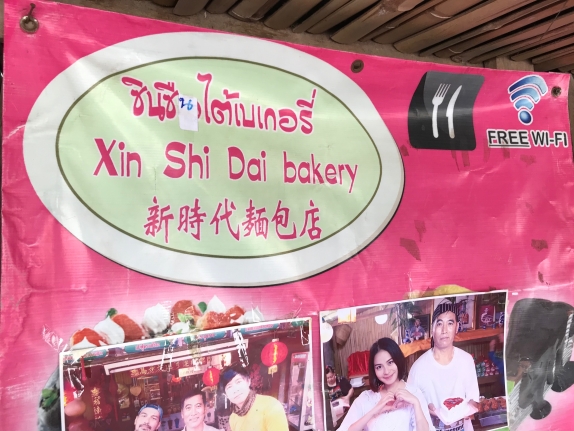 ซินซีนไต้เบเกอรี่
Xin Shi Dai bakery
新時代麵包店
FREE WI-FI